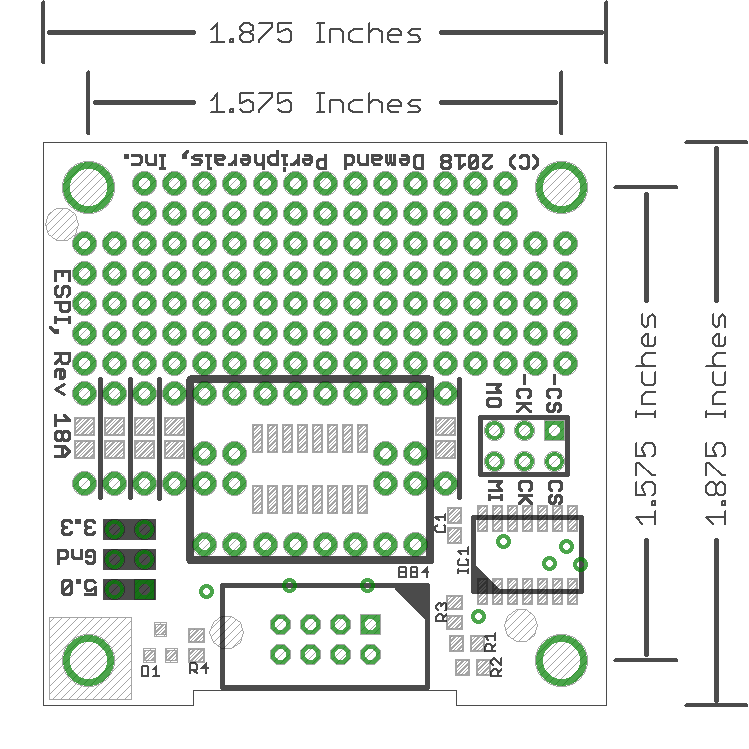 1.875 Inches
1.575 Inches
(C) 2018 Demand Peripherals, Inc.
ESPI, Rev 18A
MO
-CK
-CS
MI
CK
CS
1.575 Inches
1.875 Inches
3.3
Gnd
5.0
C1
IC1
884
R3
R1
R2
D1
R4